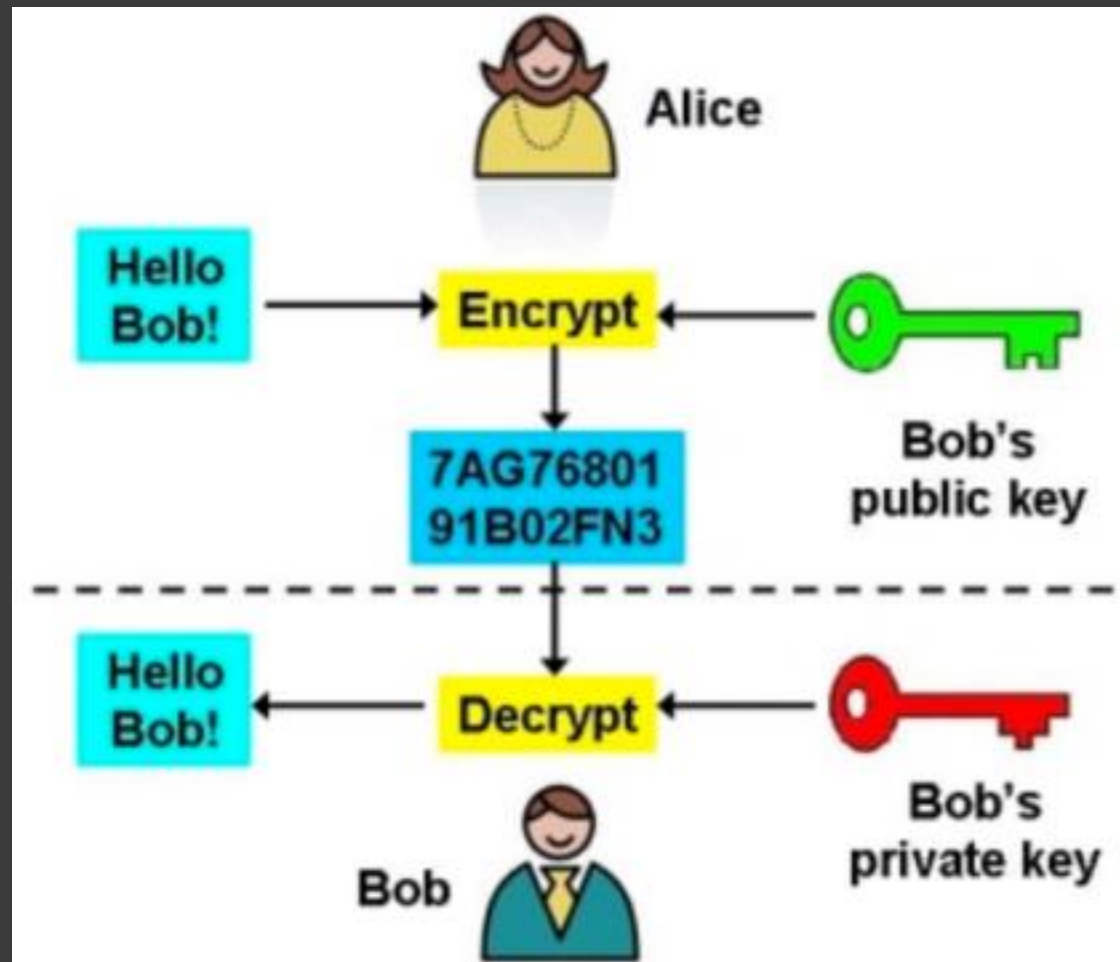 Alice
Hello
Bob!
Encrypt
Bob's
public key
7AG76801
91B02FN3
Hello
Bob!
Decrypt
Bob's
private key
Bob